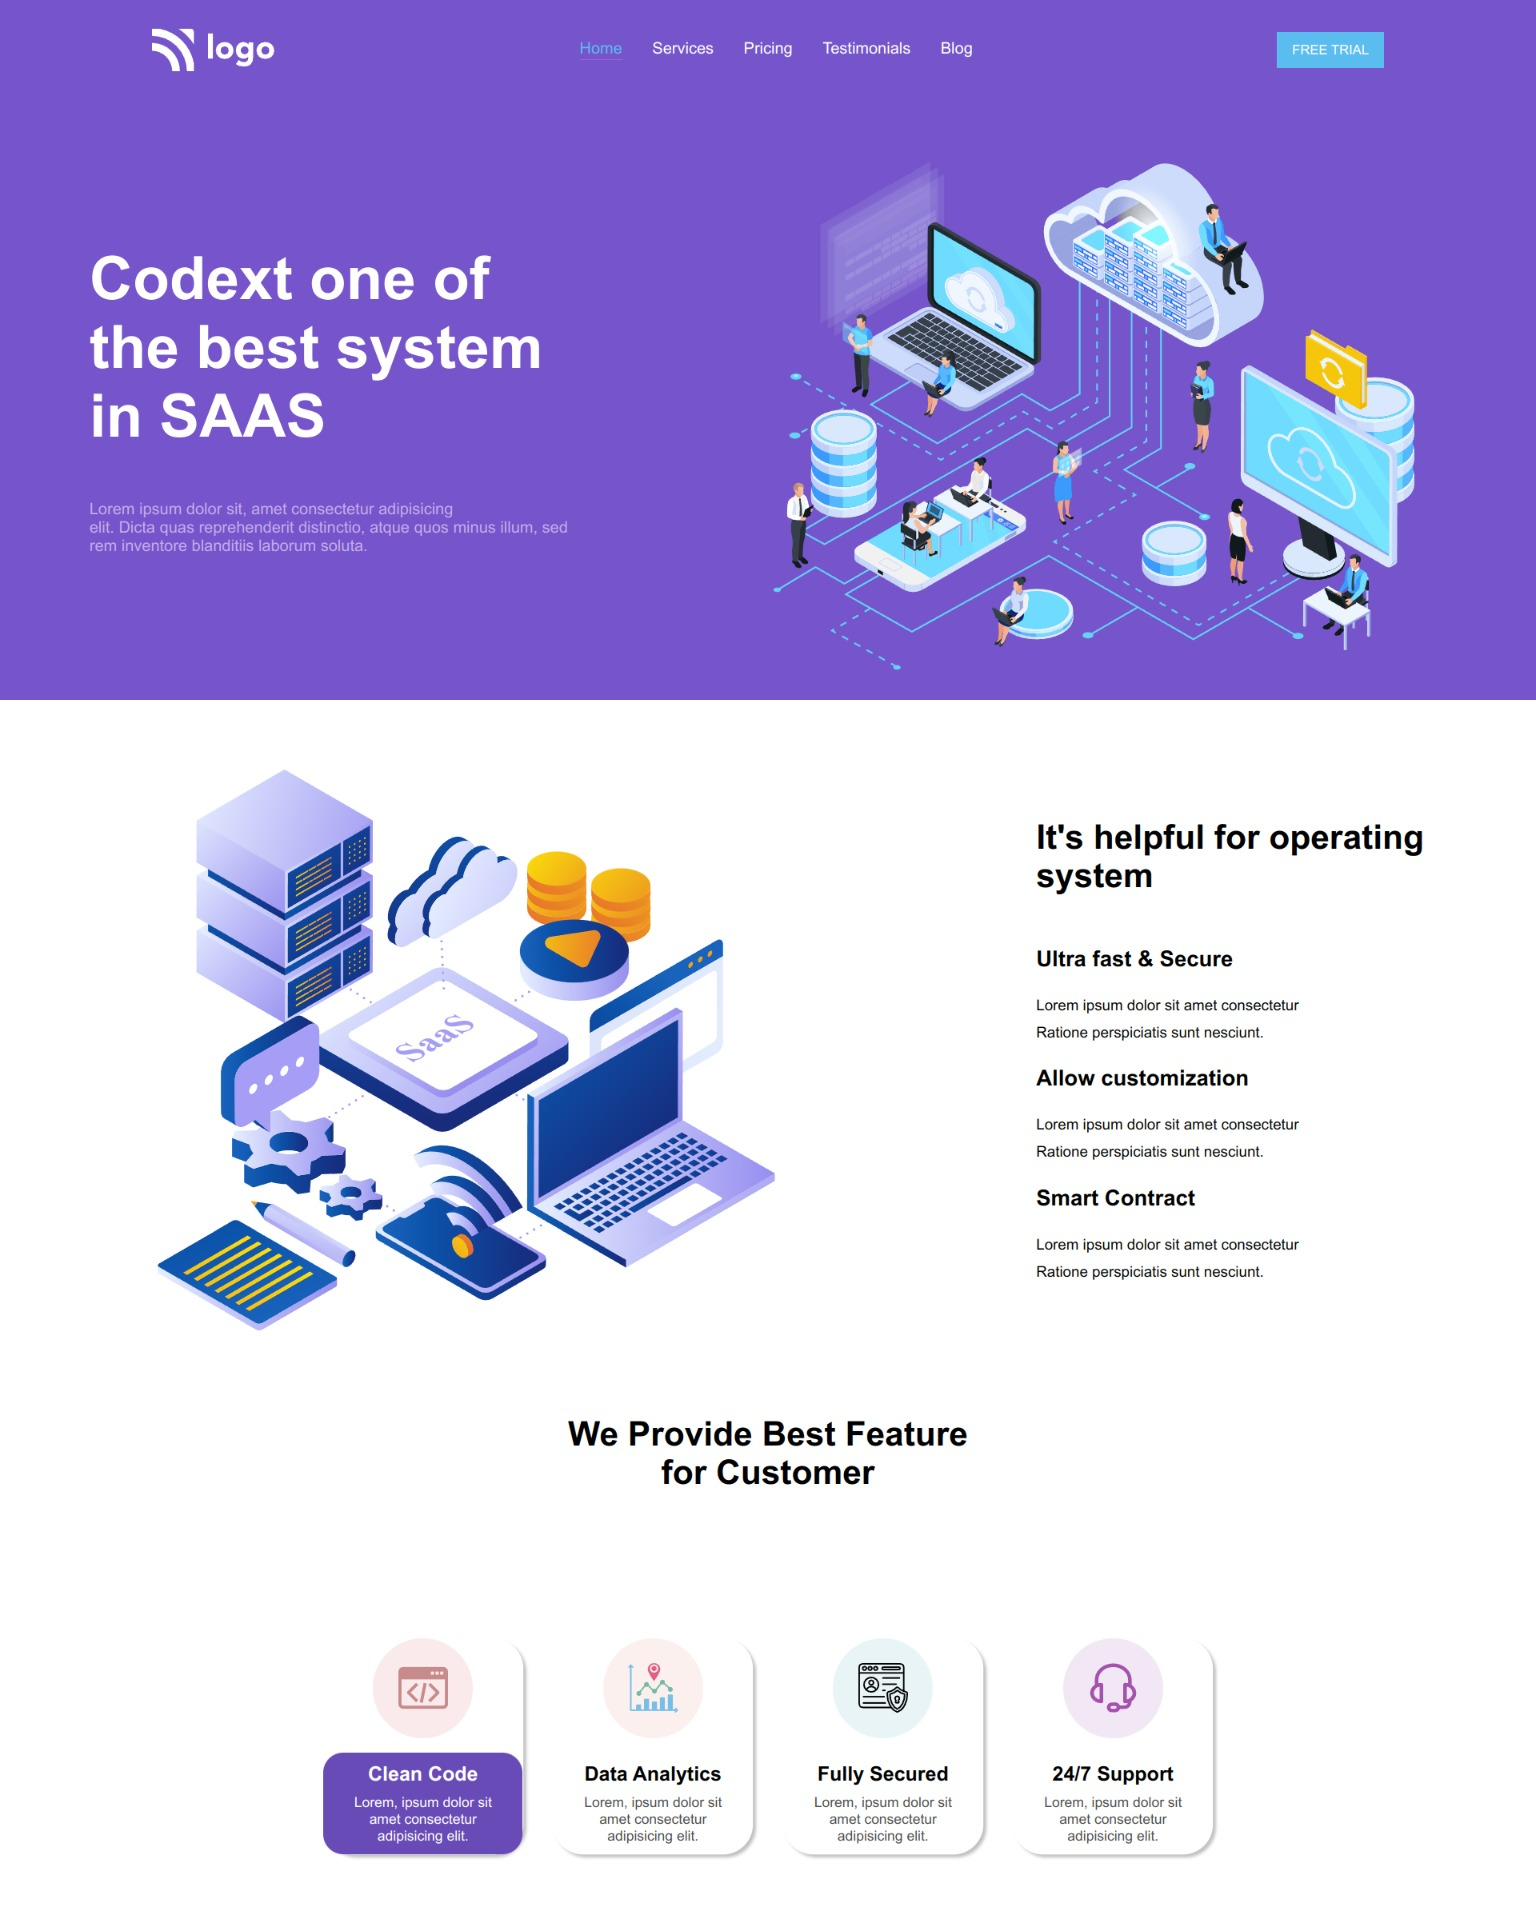 logo
Home
Services
Pricing
Testimonials
Blog
FREE TRIAL
Codext one of
the best system
in SAAS
Lorem ipsum dolor sit, amet consectetur adipisicing
elit. Dicta quas reprehenderit distinctio, atque quos minus illum, sed
rem inventore blanditiis laborum soluta.
SaaS
It's helpful for operating
system
Ultra fast & Secure
Lorem ipsum dolor sit amet consectetur
Ratione perspiciatis sunt nesciunt.
Allow customization
Lorem ipsum dolor sit amet consectetur
Ratione perspiciatis sunt nesciunt.
Smart Contract
Lorem ipsum dolor sit amet consectetur
Ratione perspiciatis sunt nesciunt.
We Provide Best Feature
for Customer
Clean Code
Lorem, ipsum dolor sit
amet consectetur
adipisicing elit.
Data Analytics
Lorem, ipsum dolor sit
amet consectetur
adipisicing elit.
Fully Secured
Lorem, ipsum dolor sit
amet consectetur
adipisicing elit.
24/7 Support
Lorem, ipsum dolor sit
amet consectetur
adipisicing elit.